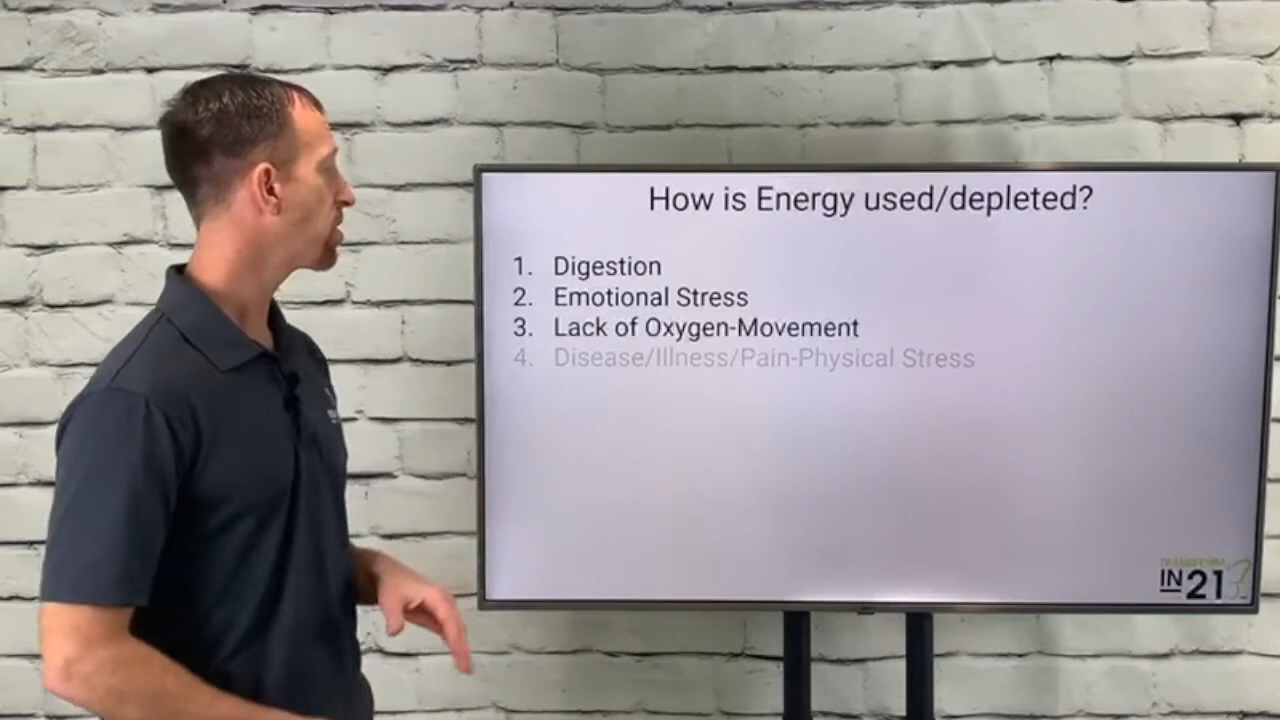 How is Energy used/depleted?
1. Digestion
2. Emotional Stress
3. Lack of Oxygen-Movement
4. Disease/Illness/Pain-Physical Stress
TRANSFORM
IN 21